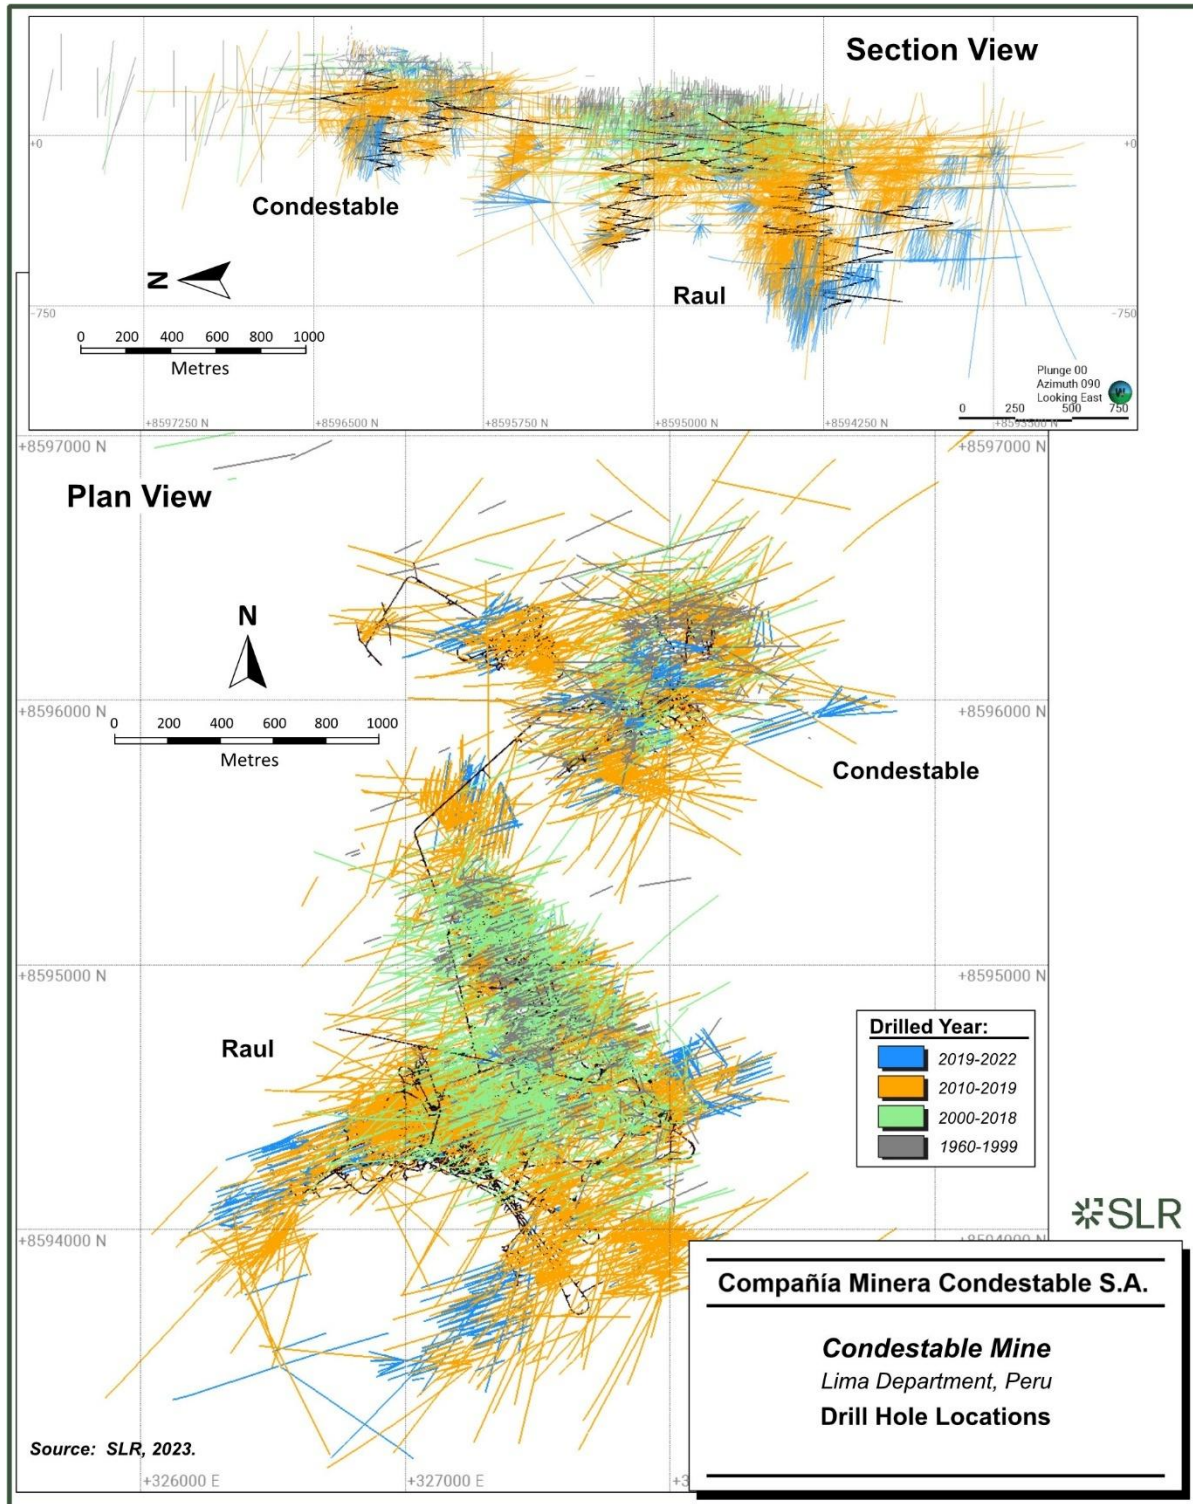 Section View
+0
+0
Condestable
N
Raul
-750
-750
0 200 400 600 800 1000
Metres
Plunge 00
Azimuth 090
Looking East
0 250 500 750
+8597250 N +8596500 N +8595750 N +8595000 N +8594250 N +8593500 N
+8597000 N +8597000 N
Plan View
N
+8596000 N +8596000 N
0 200 400 600 800 1000
Metres
Condestable
+8595000 N +8595000 N
Raul
Drilled Year:
2019-2022
2010-2019
2000-2018
1960-1999
SLR
+8594000 N +8594000 N
Compañía Minera Condestable S.A.
Condestable Mine
Lima Department, Peru
Drill Hole Locations
Source: SLR, 2023.
+326000 E +327000 E